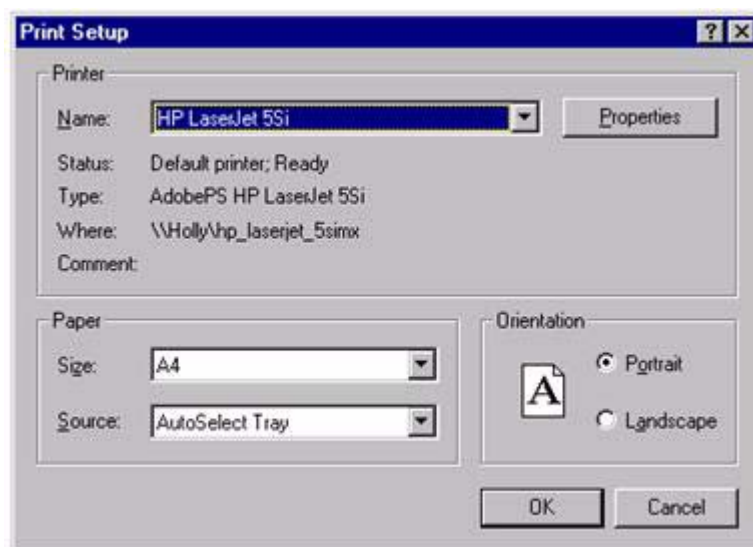 Print Setup
Printer
Name: HP LaserJet 5Si Properties
Status: Default printer; Ready
Type: AdobePS HP LaserJet 5Si
Where: \\Holly\hp_laserjet_5simx
Comment:
Paper
Size: A4
Source: AutoSelect Tray
Orientation
A
Portrait
Landscape
OK Cancel